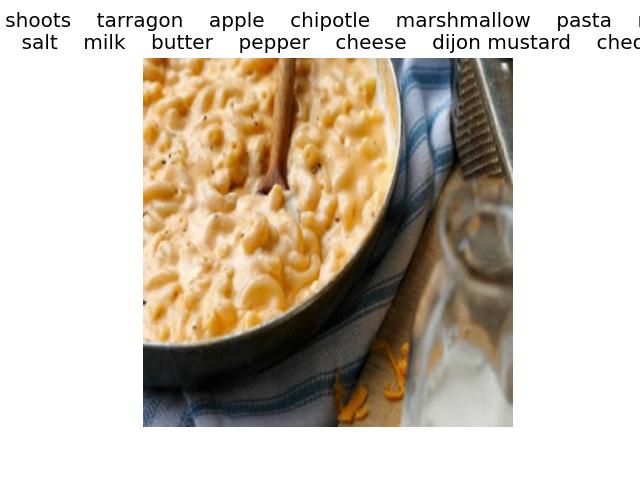 shoots tarragon apple chipotle marshmallow pasta
salt milk butter pepper cheese dijon mustard